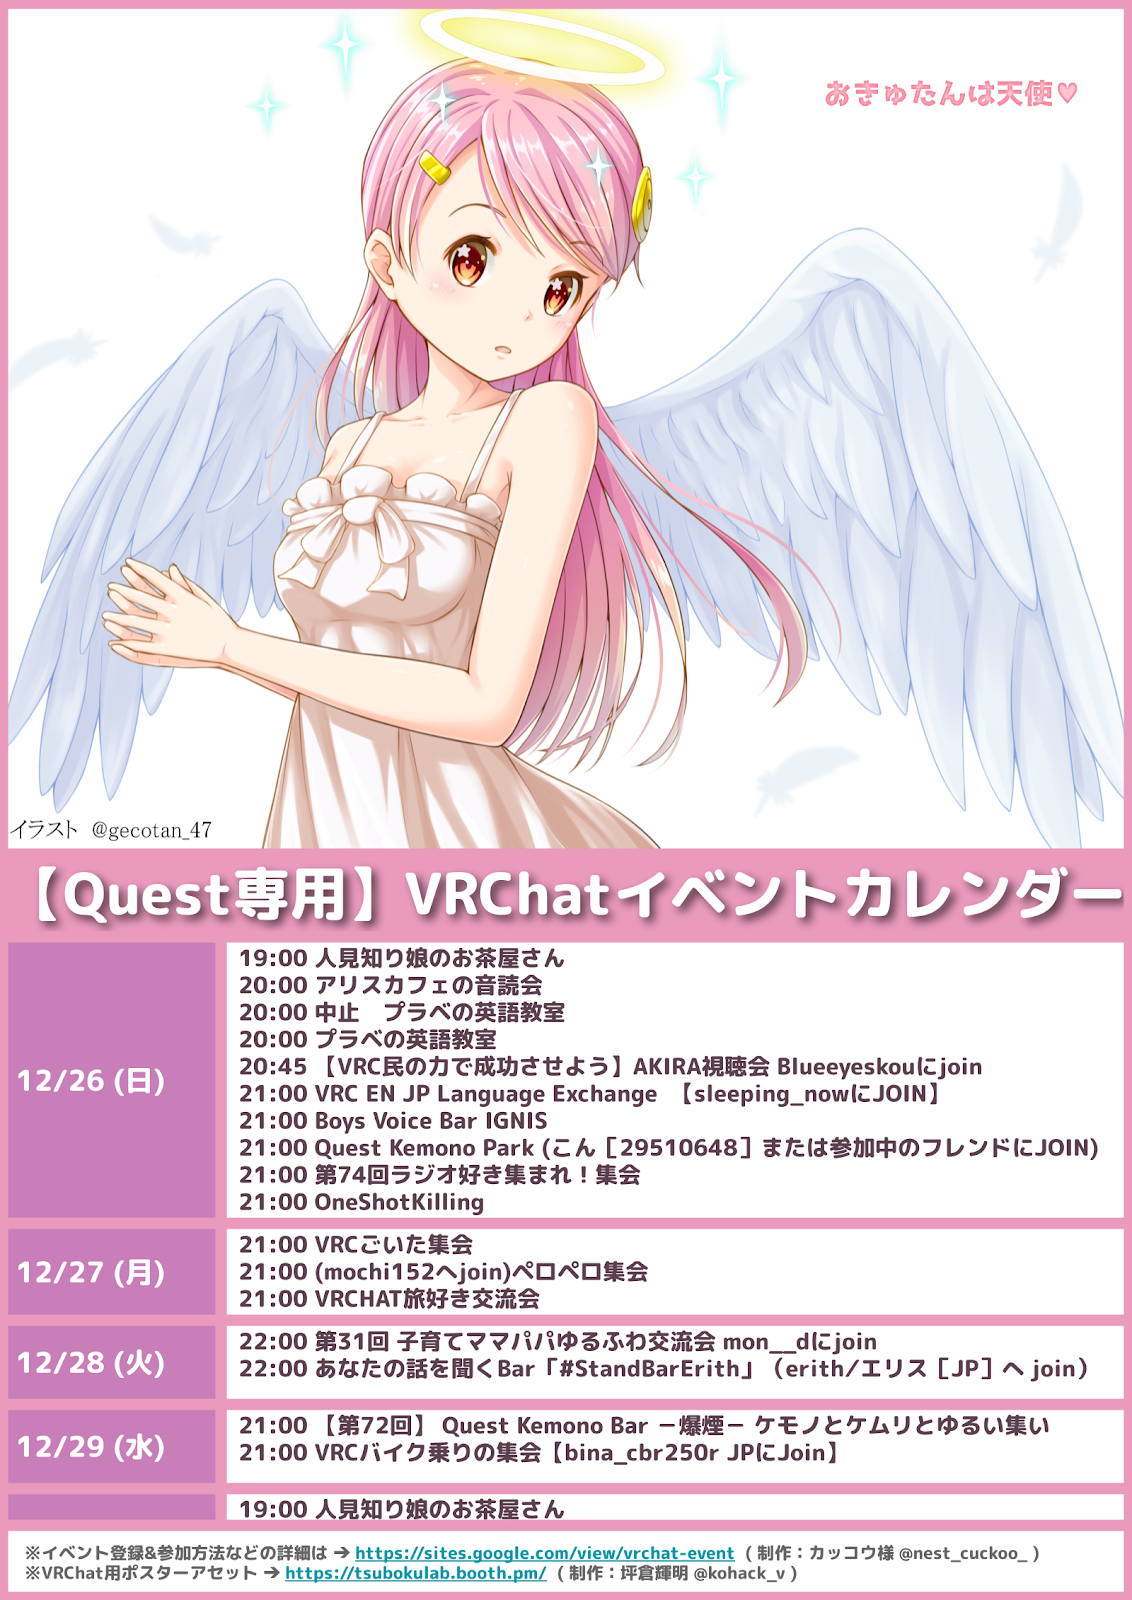 おきゅたんは天使♥
イラスト @gecotan_47
【Quest専用】VRChatイベントカレンダー
12/26 (日)
19:00 人見知り娘のお茶屋さん
20:00 アリスカフェの音読会
20:00 中止　プラベの英語教室
20:00 プラベの英語教室
20:45 【VRC民の力で成功させよう】AKIRA視聴会 Blueeyeskouにjoin
21:00 VRC EN JP Language Exchange 【sleeping_nowにJOIN】
21:00 Boys Voice Bar IGNIS
21:00 Quest Kemono Park (こん［29510648］または参加中のフレンドにJOIN)
21:00 第74回ラジオ好き集まれ！集会
21:00 OneShotKilling
12/27 (月)
21:00 VRCごいた集会
21:00 (mochi152へjoin)ペロペロ集会
21:00 VRCHAT旅好き交流会
12/28 (火)
22:00 第31回 子育てママパパゆるふわ交流会 mon__dにjoin
22:00 あなたの話を聞くBar「#StandBarErith」（erith/エリス［JP］へ join）
12/29 (水)
21:00 【第72回】 Quest Kemono Bar －爆煙－ ケモノとケムリとゆるい集い
21:00 VRCバイク乗りの集会【bina_cbr250r JPにJoin】
19:00 人見知り娘のお茶屋さん
※イベント登録&参加方法などの詳細は → https://sites.google.com/view/vrchat-event ( 制作：カッコウ様 @nest_cuckoo_ )
※VRChat用ポスターアセット → https://tsubokulab.booth.pm/ ( 制作：坪倉輝明 @kohack_v )